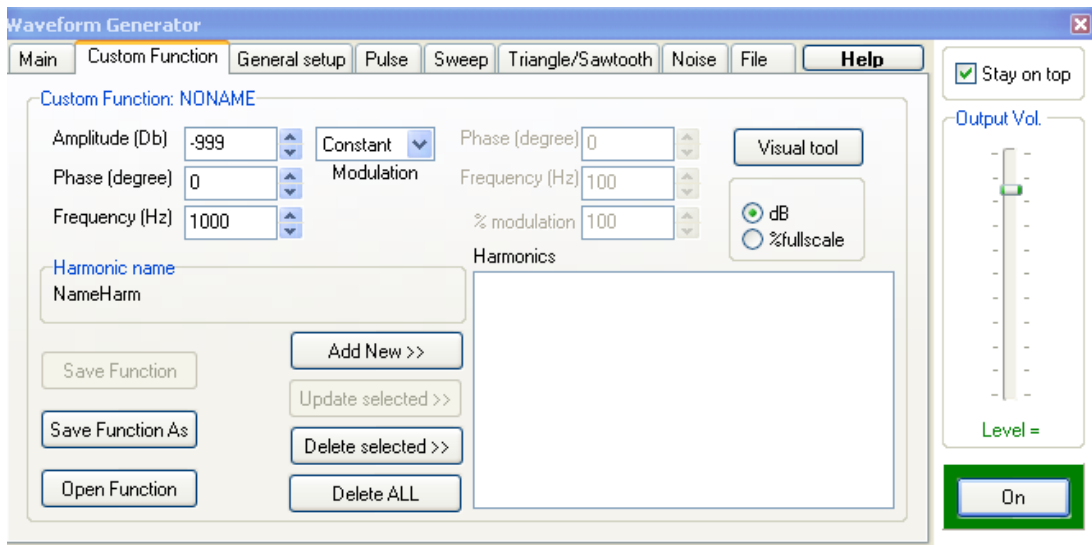 Waveform Generator
Main Custom Function General setup Pulse Sweep Triangle/Sawtooth Noise File Help
Stay on top
Custom Function: NONAME
Output Vol.
Amplitude (Db) -999 Constant Phase (degree) 0 Visual tool
Phase (degree) 0 Modulation Frequency (Hz) 100
Frequency (Hz) 1000 % modulation 100
dB
%fullscale
Harmonic name
NameHarm
Harmonics
Add New >>
Save Function
Update selected >>
Save Function As
Delete selected >>
Open Function
Delete ALL
Level =
On